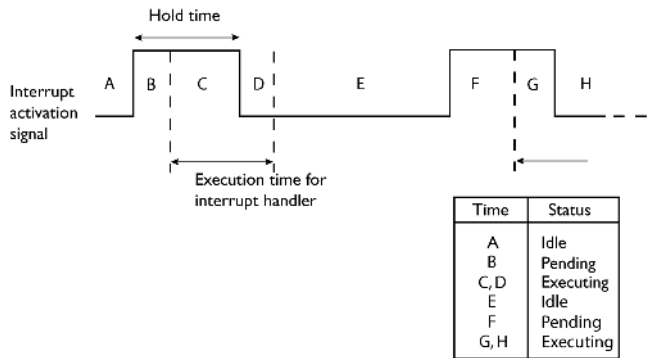 Hold time
A
B
C
D
E
F
G
H
Interrupt
activation
signal
Execution time for
interrupt handler
Time Status
A Idle
B Pending
C, D Executing
E Idle
F Pending
G, H Executing